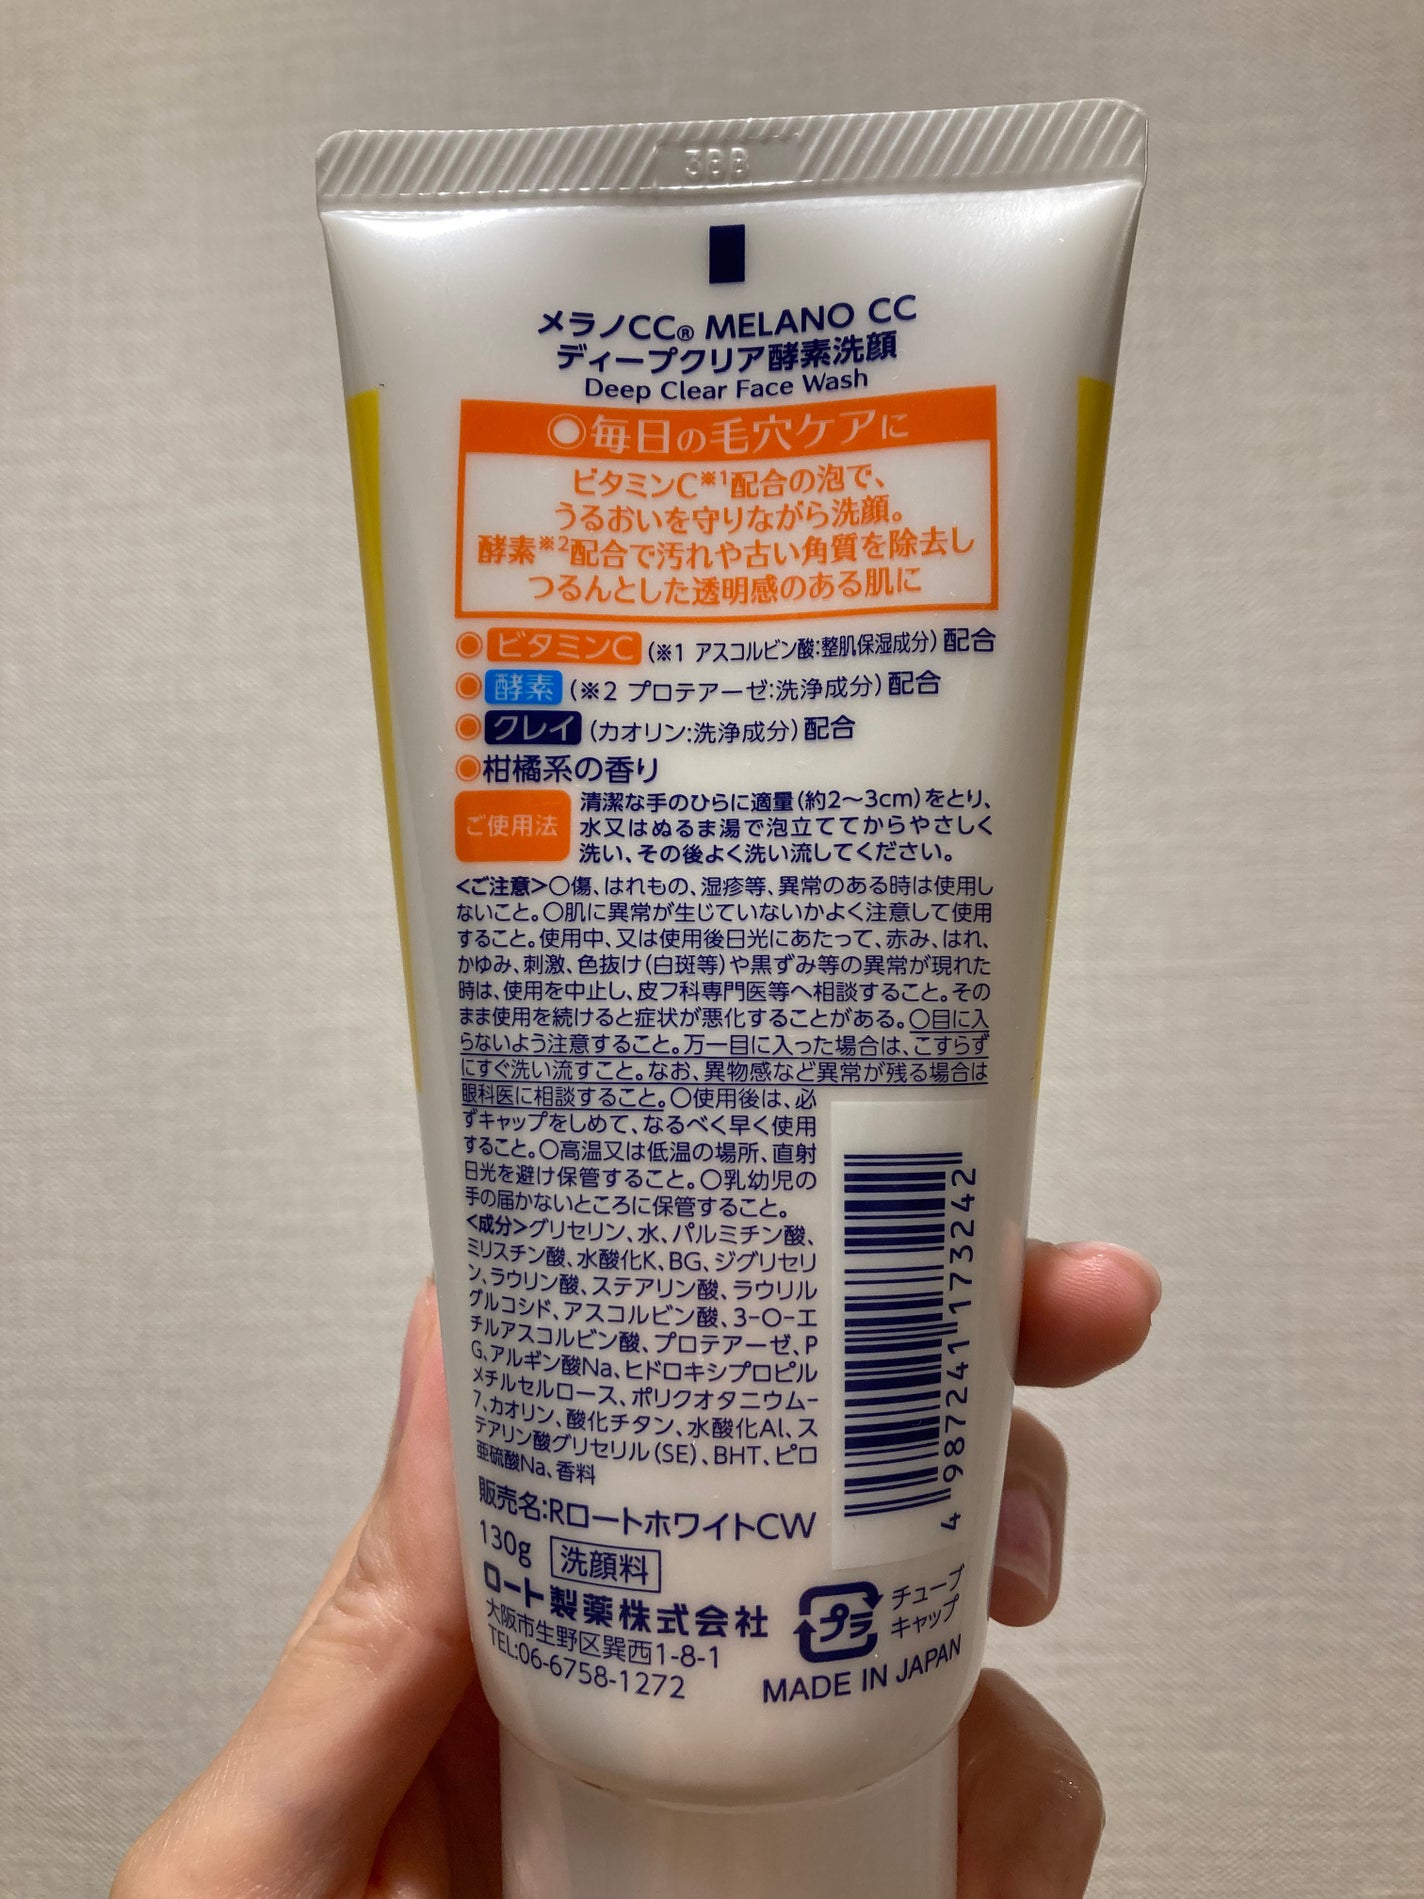 3BB
メラノCC® MELANO CC
ディープクリア酵素洗顔
Deep Clear Face Wash
◎毎日の毛穴ケアに
ビタミンC※1配合の泡で、
うるおいを守りながら洗顔。
酵素※2配合で汚れや古い角質を除去し
つるんとした透明感のある肌に
●ビタミンC(※1 アスコルビン酸:整肌保湿成分)配合
●酵素(※2 プロテアーゼ:洗浄成分)配合
●クレイ(カオリン:洗浄成分)配合
●柑橘系の香り
ご使用法
清潔な手のひらに適量(約2〜3cm)をとり、
水又はぬるま湯で泡立ててからやさしく
洗い、その後よく洗い流してください。
<ご注意>○傷、はれもの、湿疹等、異常のある時は使用し
ないこと。○肌に異常が生じていないかよく注意して使用
すること。使用中、又は使用後日光にあたって、赤み、はれ、
かゆみ、刺激、色抜け(白斑等)や黒ずみ等の異常が現れた
時は、使用を中止し、皮フ科専門医等へ相談すること。その
まま使用を続けると症状が悪化することがある。○目に入
らないよう注意すること。万一目に入った場合は、こすらず
にすぐ洗い流すこと。なお、異物感など異常が残る場合は
眼科医に相談すること。○使用後は、必
ずキャップをしめて、なるべく早く使用
すること。○高温又は低温の場所、直射
日光を避け保管すること。○乳幼児の
手の届かないところに保管すること。
<成分>グリセリン、水、パルミチン酸、
ミリスチン酸、水酸化K、BG、ジグリセリ
ン、ラウリン酸、ステアリン酸、ラウリル
グルコシド、アスコルビン酸、3-O-エ
チルアスコルビン酸、プロテアーゼ、P
G、アルギン酸Na、ヒドロキシプロピル
メチルセルロース、ポリクオタニウム-
7、カオリン、酸化チタン、水酸化Al、ス
テアリン酸グリセリル(SE)、BHT、ピロ
亜硫酸Na、香料
4 987241 173242
販売名:RロートホワイトCW
130g 洗顔料
ロート製薬株式会社
大阪市生野区巽西1-8-1
TEL:06-6758-1272
プラ
チューブ
キャップ
MADE IN JAPAN